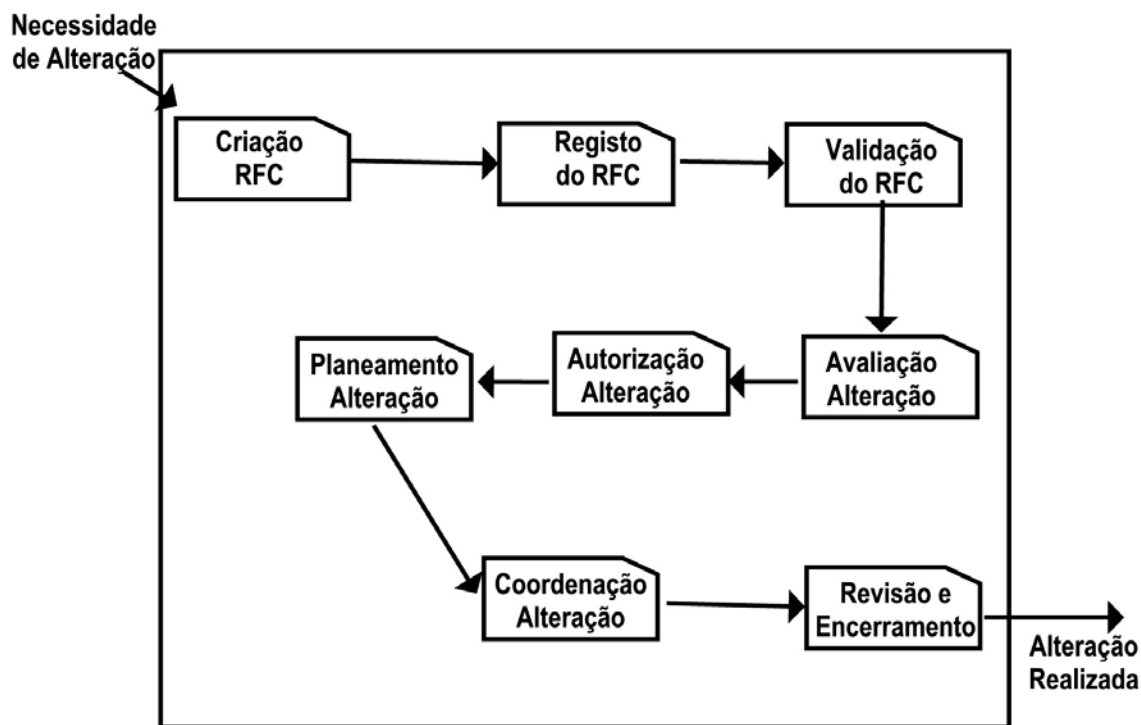 Necessidade
de Alteração
Criação
RFC
Registo
do RFC
Validação
do RFC
Avaliação
Alteração
Autorização
Alteração
Planeamento
Alteração
Coordenação
Alteração
Revisão e
Encerramento
Alteração
Realizada